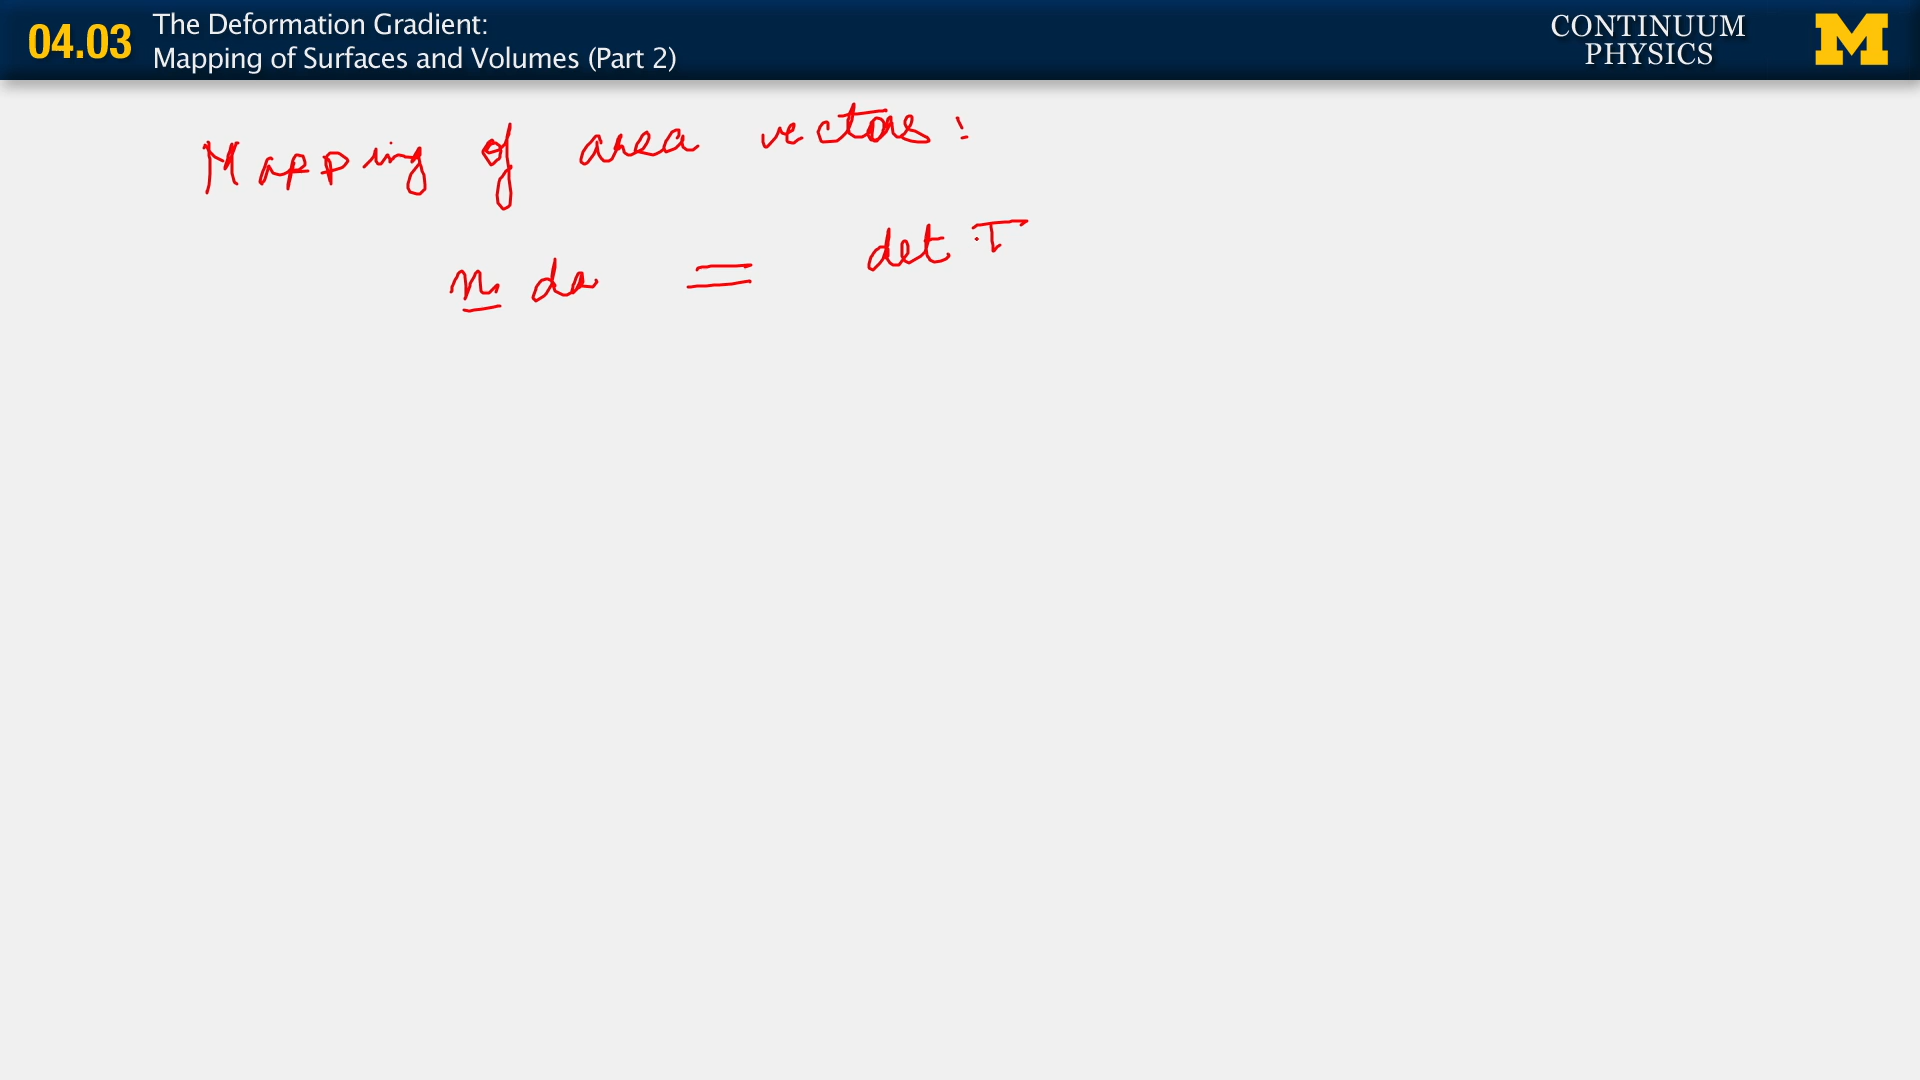 04.03
The Deformation Gradient:
Mapping of Surfaces and Volumes (Part 2)
CONTINUUM
PHYSICS
M
Mapping of area vectors:
n da = det